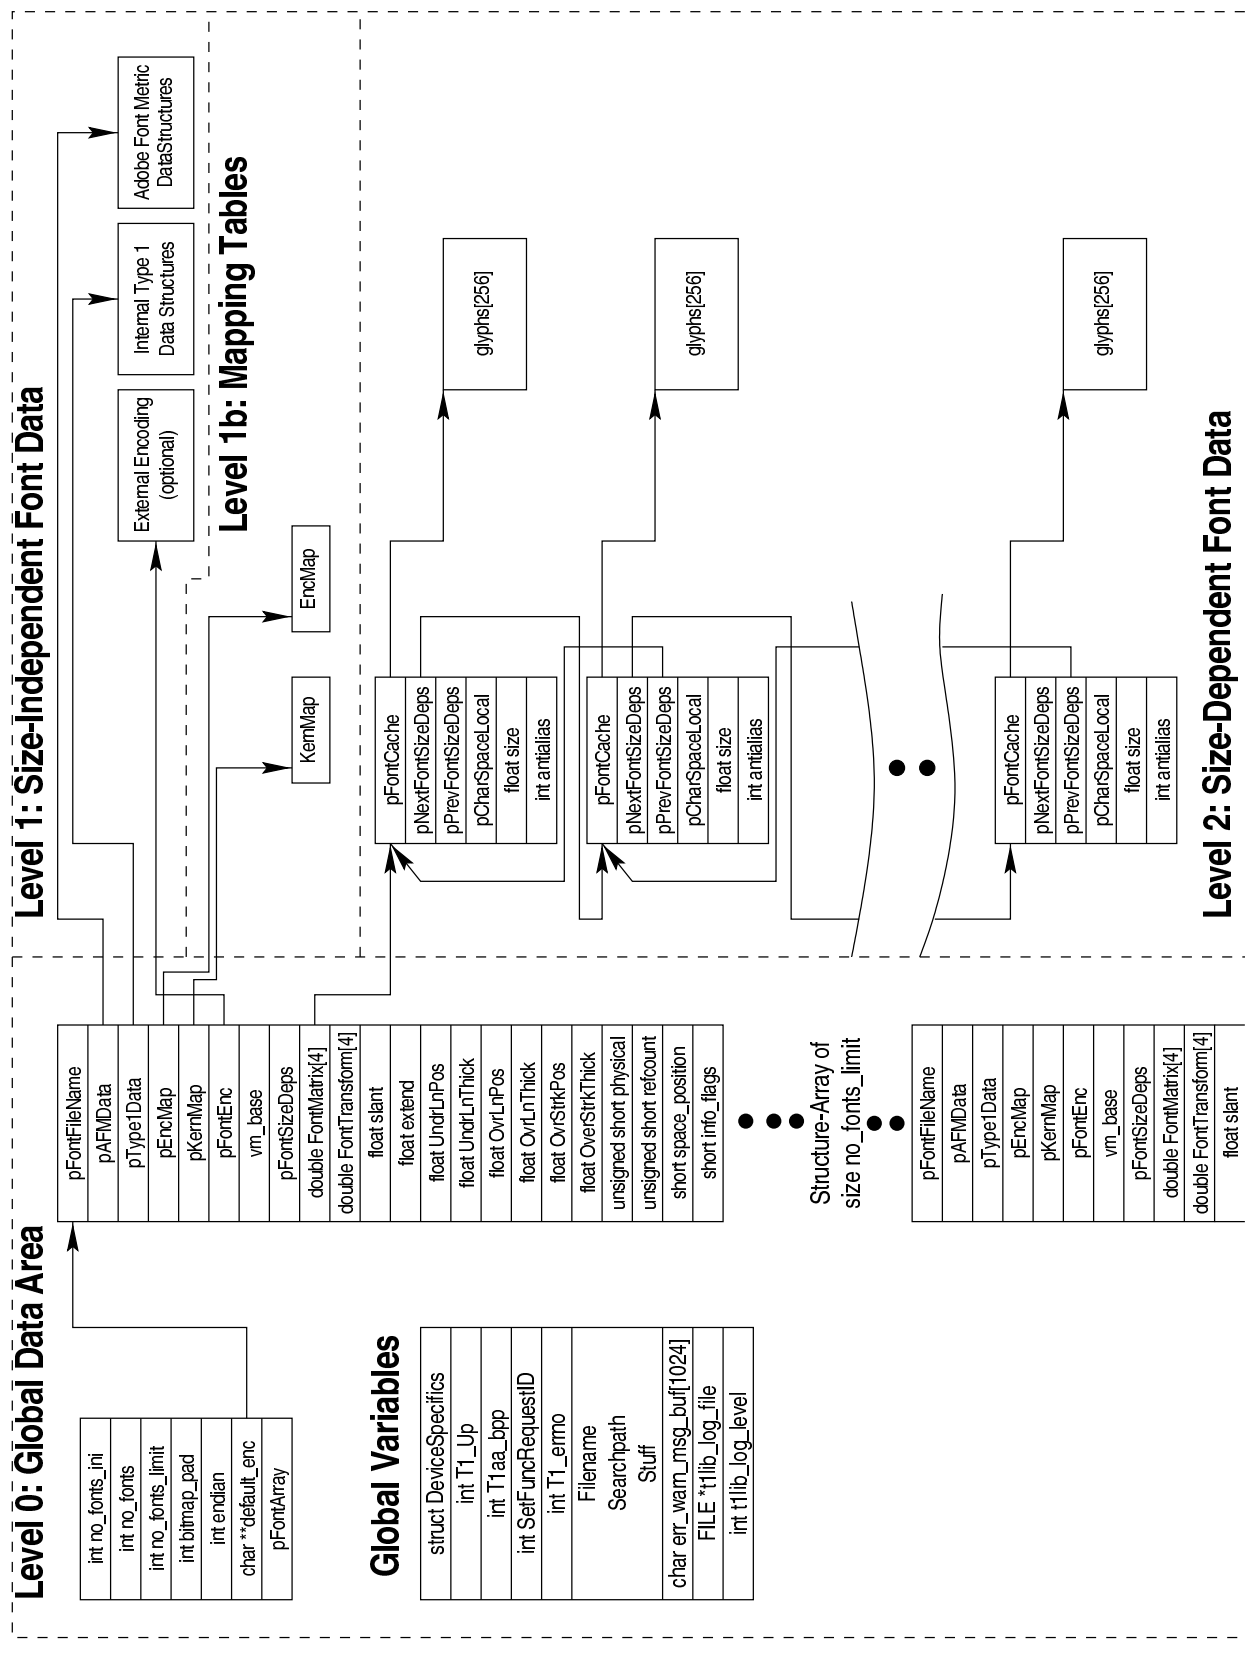 Level 0: Global Data Area
int no_fonts_ini
int no_fonts
int no_fonts_limit
int bitmap_pad
int endian
char **default_enc
pFontArray
Global Variables
struct DeviceSpecifics
int T1_Up
int T1aa_bpp
int SetFuncRequestID
int T1_errno
Filename
Searchpath
Stuff
char err_warn_msg_buf[1024]
FILE *t1lib_log_file
int t1lib_log_level
pFontFileName
pAFMData
pType1Data
pEncMap
pKernMap
pFontEnc
vm_base
pFontSizeDeps
double FontMatrix[4]
double FontTransform[4]
float slant
float extend
float UndrLnPos
float UndrLnThick
float OvrLnPos
float OvrLnThick
float OvrStrkPos
float OverStrkThick
unsigned short physical
unsigned short refcount
short space_position
short info_flags
Structure-Array of
size no_fonts_limit
pFontFileName
pAFMData
pType1Data
pEncMap
pKernMap
pFontEnc
vm_base
pFontSizeDeps
double FontMatrix[4]
double FontTransform[4]
float slant
Level 1: Size-Independent Font Data
External Encoding
(optional)
Internal Type 1
Data Structures
Adobe Font Metric
DataStructures
Level 1b: Mapping Tables
KernMap
EncMap
pFontCache
pNextFontSizeDeps
pPrevFontSizeDeps
pCharSpaceLocal
float size
int antialias
glyphs[256]
pFontCache
pNextFontSizeDeps
pPrevFontSizeDeps
pCharSpaceLocal
float size
int antialias
glyphs[256]
pFontCache
pNextFontSizeDeps
pPrevFontSizeDeps
pCharSpaceLocal
float size
int antialias
glyphs[256]
Level 2: Size-Dependent Font Data